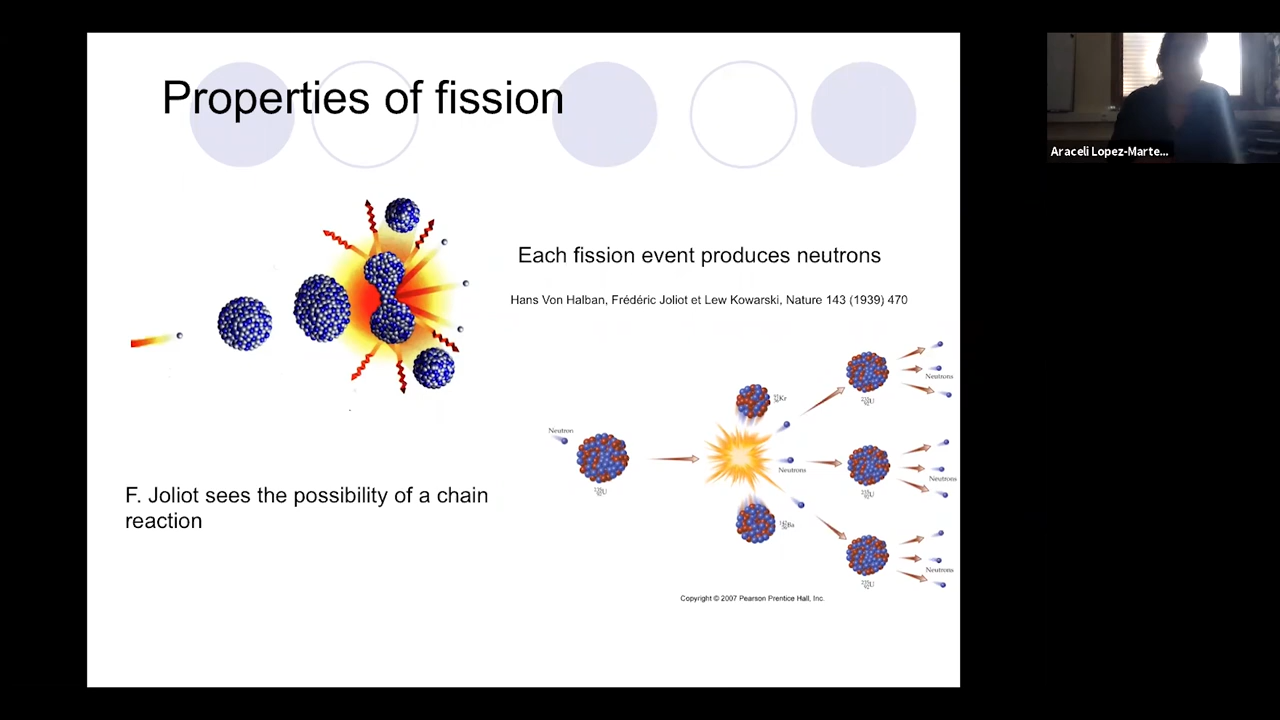 Properties of fission
Araceli Lopez-Marte...
Each fission event produces neutrons
Hans Von Halban, Frédéric Joliot et Lew Kowarski, Nature 143 (1939) 470
F. Joliot sees the possibility of a chain
reaction
Neutron
Neutrons
Neutrons
Neutrons
Neutrons
Copyright © 2007 Pearson Prentice Hall, Inc.